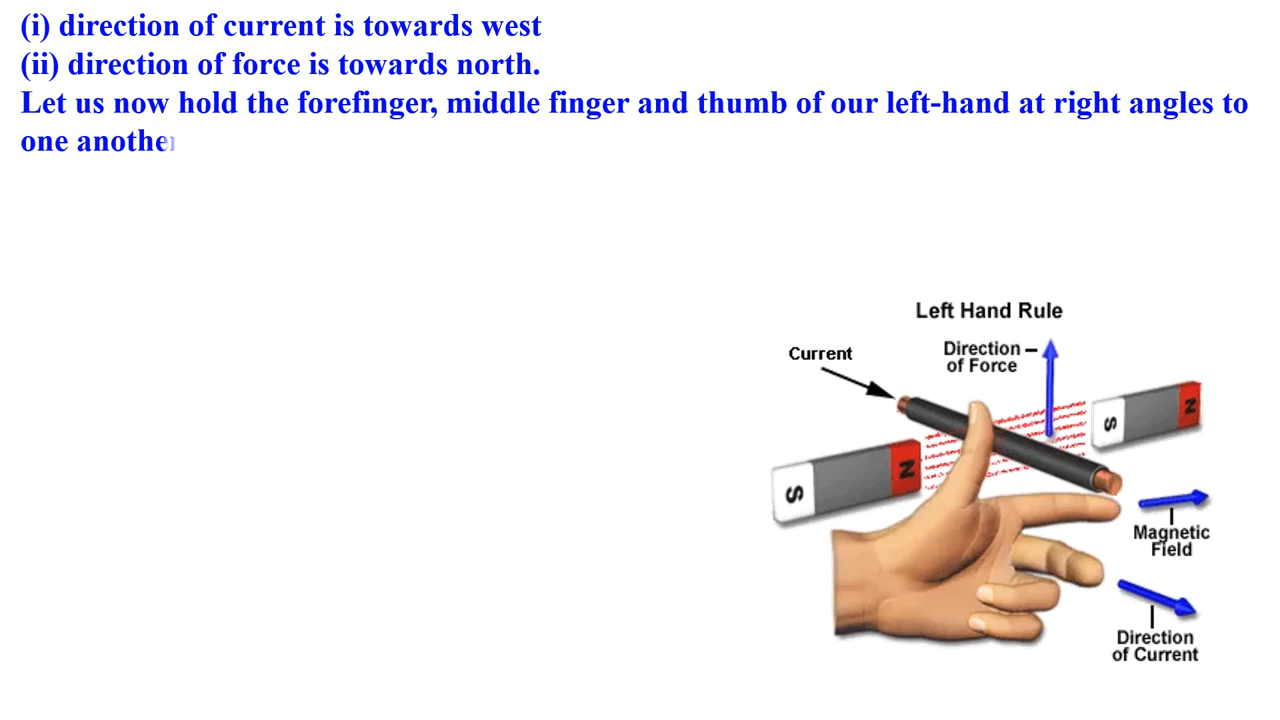 (i) direction of current is towards west
(ii) direction of force is towards north.
Let us now hold the forefinger, middle finger and thumb of our left-hand at right angles to
one another
Left Hand Rule
Current
Direction
of Force
N
S
S
N
Magnetic
Field
Direction
of Current